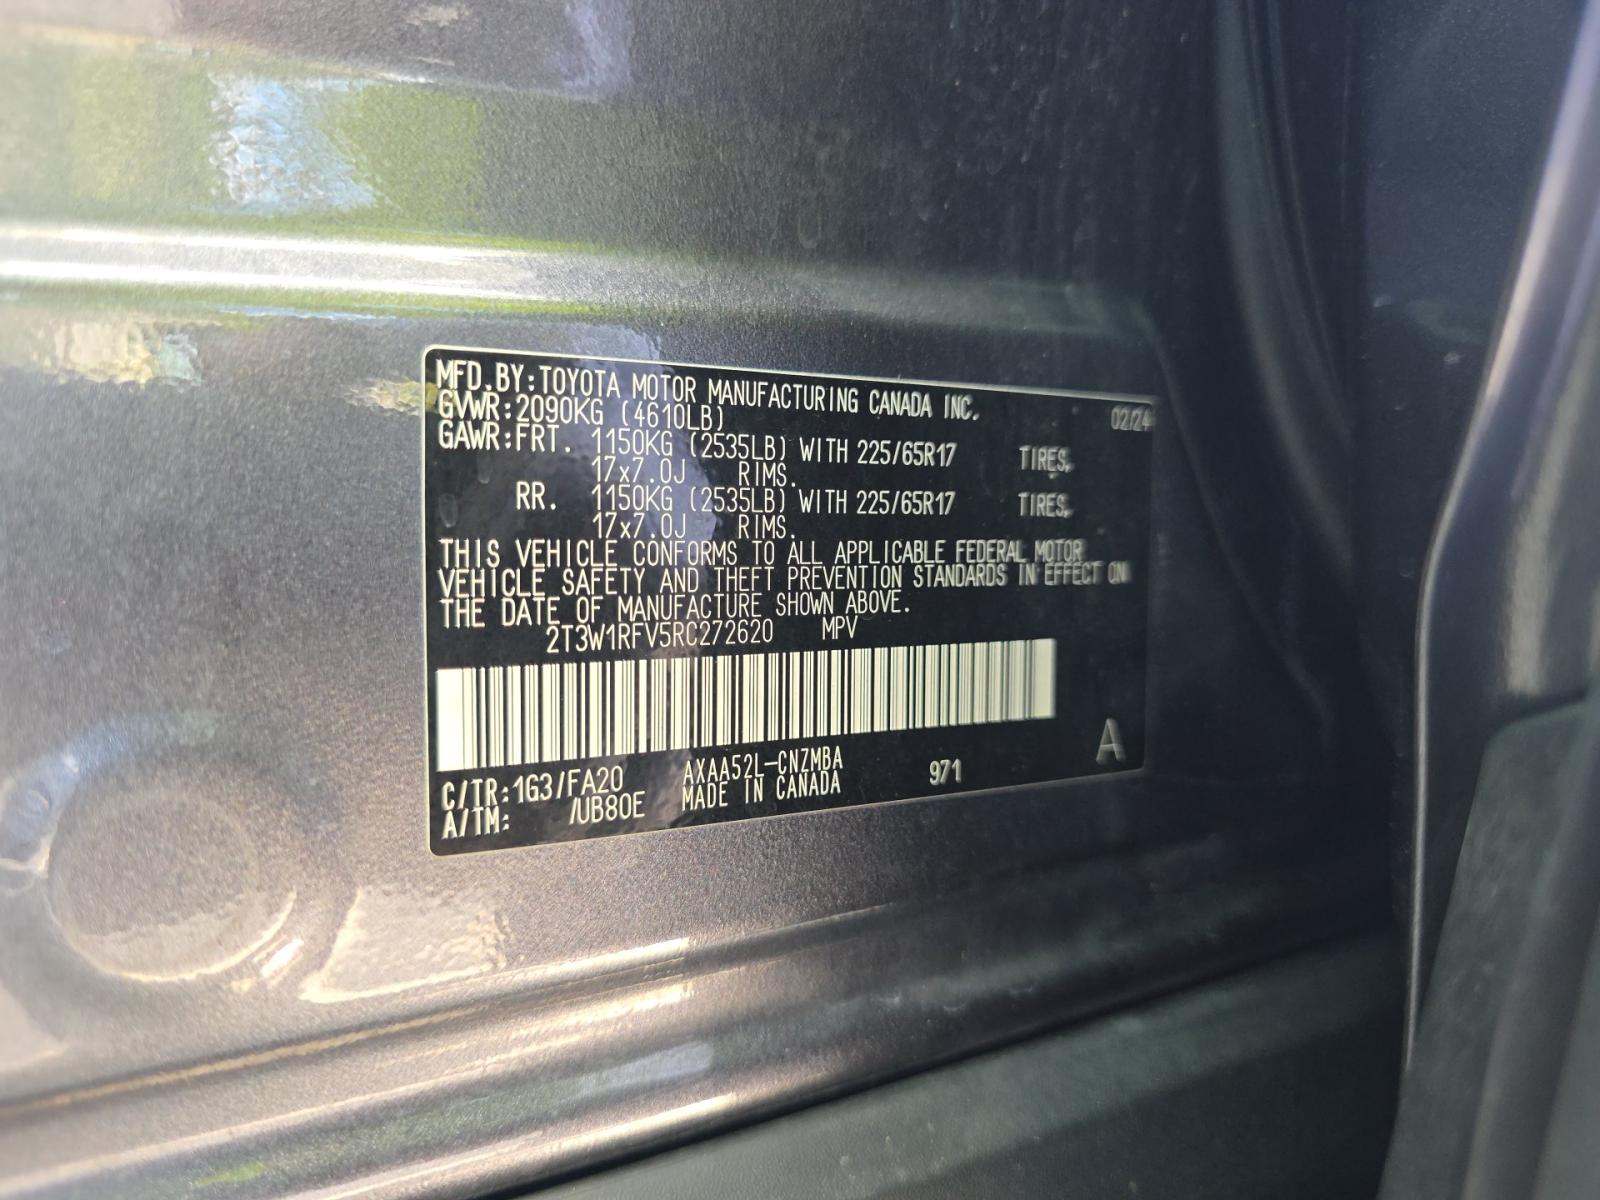 MFD.BY:TOYOTA MOTOR MANUFACTURING CANADA INC. 02/24
GVWR:2090KG (4610LB)
GAWR:FRT. 1150KG (2535LB) WITH 225/65R17 TIRES,
17x7.0J RIMS.
RR. 1150KG (2535LB) WITH 225/65R17 TIRES,
17x7.0J RIMS.
THIS VEHICLE CONFORMS TO ALL APPLICABLE FEDERAL MOTOR
VEHICLE SAFETY AND THEFT PREVENTION STANDARDS IN EFFECT ON
THE DATE OF MANUFACTURE SHOWN ABOVE.
2T3W1RFV5RC272620 MPV
C/TR:1G3/FA20 AXAA52L-CNZMBA 971 A
A/TM: /UB80E MADE IN CANADA